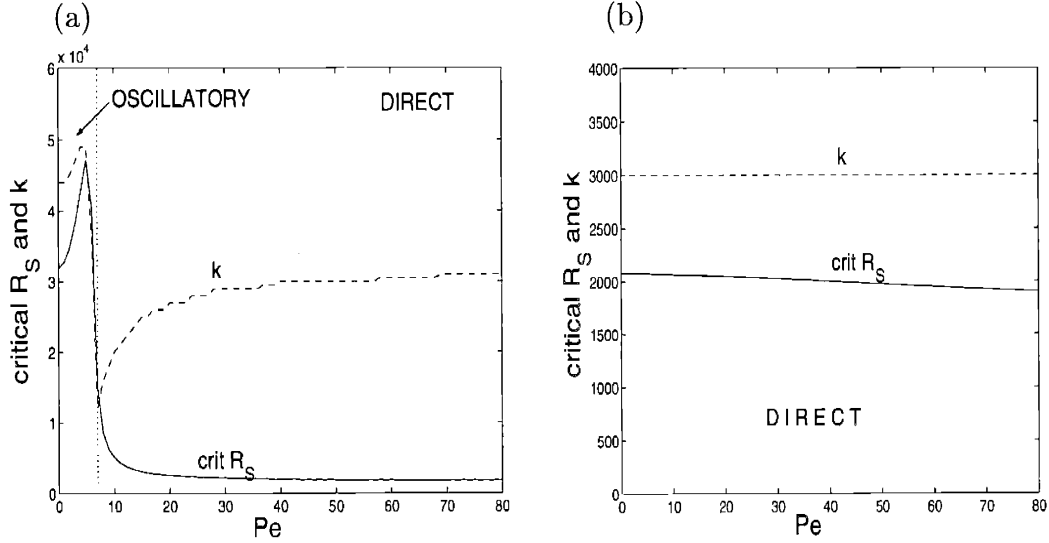 (a)
x 10⁴
6
5
4
3
2
1
0
critical R_S and k
OSCILLATORY
DIRECT
k
crit R_S
0 10 20 30 40 50 60 70 80
Pe
(b)
4000
3500
3000
2500
2000
1500
1000
500
0
critical R_S and k
k
crit R_S
DIRECT
0 10 20 30 40 50 60 70 80
Pe